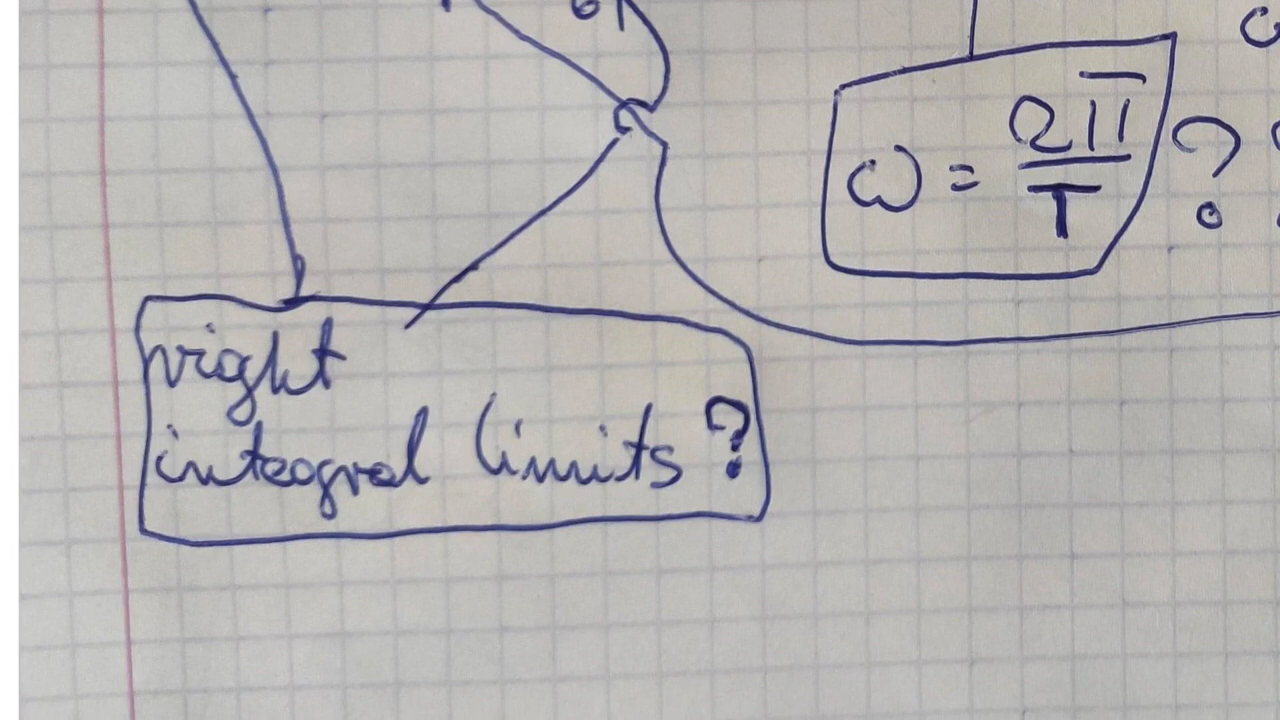 ω = 2π/T ?
right
integral limits ?